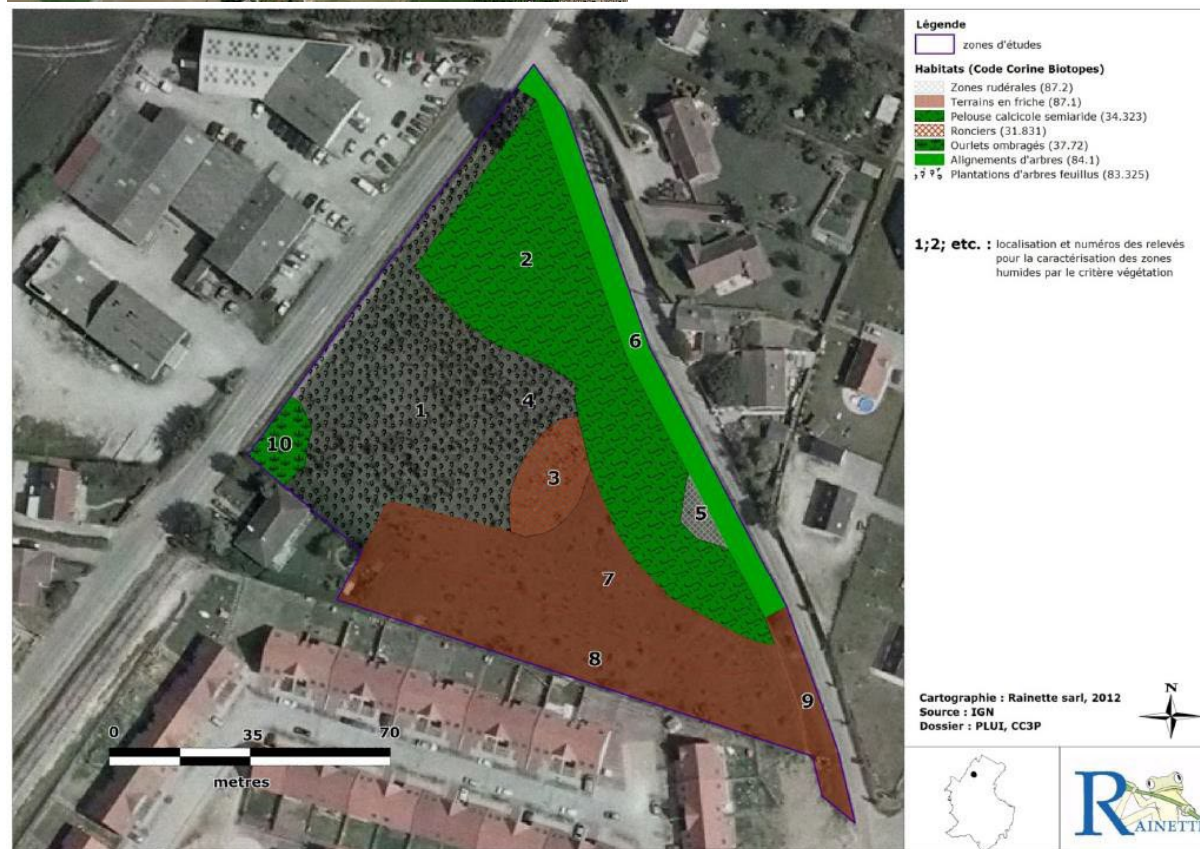 Légende
zones d'études
Habitats (Code Corine Biotopes)
Zones rudérales (87.2)
Terrains en friche (87.1)
Pelouse calcicole semiaride (34.323)
Ronciers (31.831)
Ourlets ombragés (37.72)
Alignements d'arbres (84.1)
Plantations d'arbres feuillus (83.325)
1;2; etc. : localisation et numéros des relevés
pour la caractérisation des zones
humides par le critère végétation
2
6
4
1
10
3
5
7
8
9
0 35 70
metres
Cartographie : Rainette sarl, 2012
Source : IGN
Dossier : PLUI, CC3P
N
RAINETTE